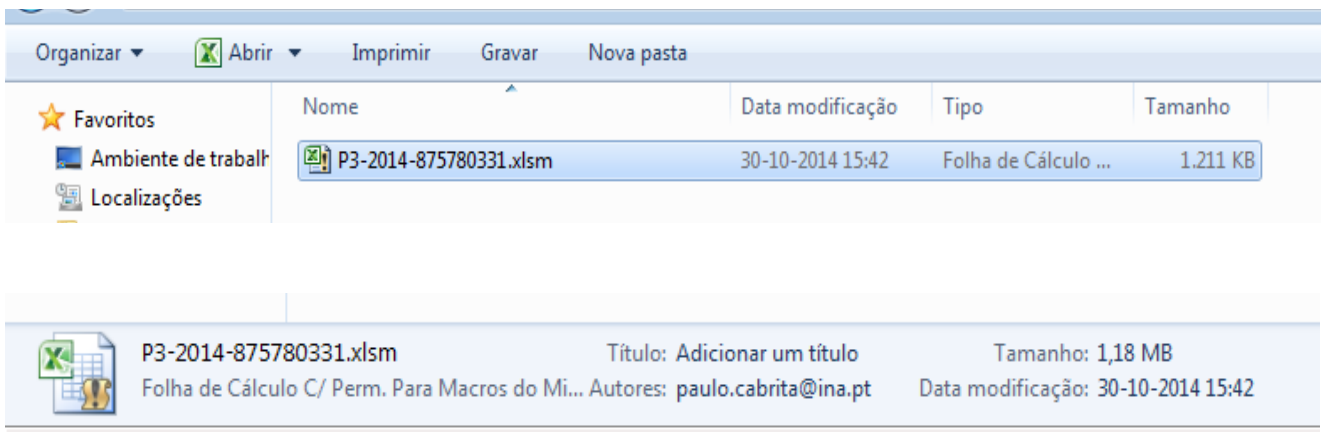 Organizar Abrir Imprimir Gravar Nova pasta
Favoritos Nome Data modificação Tipo Tamanho
Ambiente de trabalh P3-2014-875780331.xlsm 30-10-2014 15:42 Folha de Cálculo ... 1.211 KB
Localizações
P3-2014-875780331.xlsm Título: Adicionar um título Tamanho: 1,18 MB
Folha de Cálculo C/ Perm. Para Macros do Mi... Autores: paulo.cabrita@ina.pt Data modificação: 30-10-2014 15:42